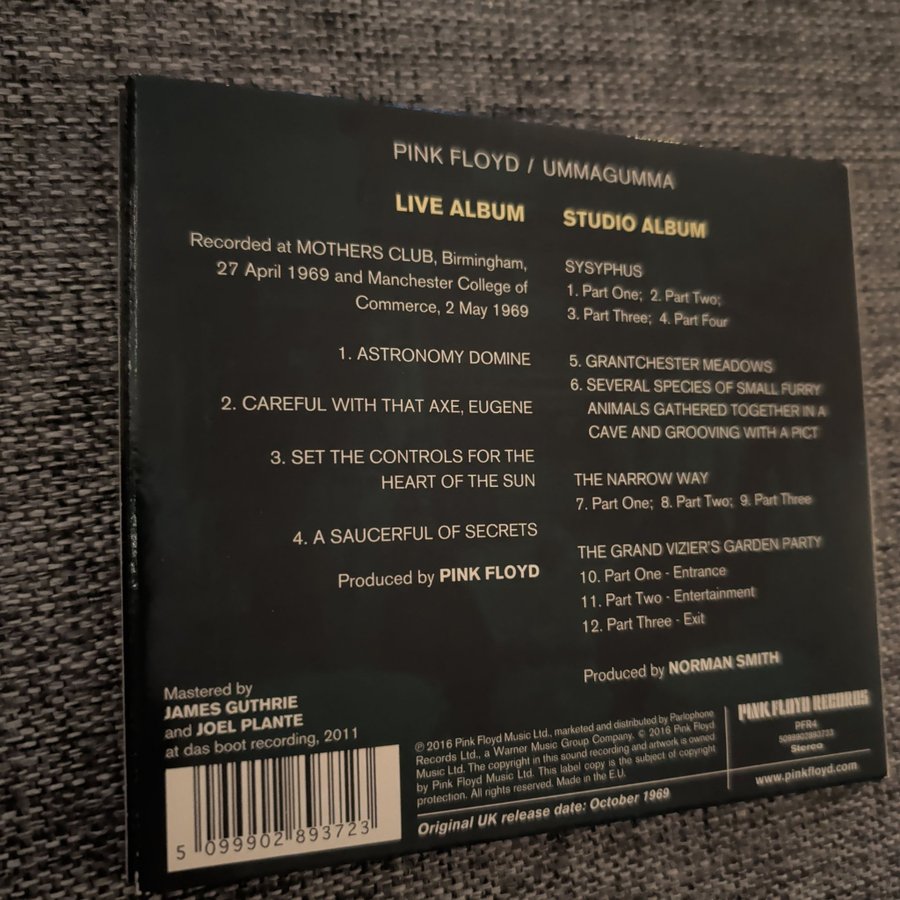 PINK FLOYD / UMMAGUMMA
LIVE ALBUM
Recorded at MOTHERS CLUB, Birmingham,
27 April 1969 and Manchester College of
Commerce, 2 May 1969
1. ASTRONOMY DOMINE
2. CAREFUL WITH THAT AXE, EUGENE
3. SET THE CONTROLS FOR THE
HEART OF THE SUN
4. A SAUCERFUL OF SECRETS
Produced by PINK FLOYD
STUDIO ALBUM
SYSYPHUS
1. Part One; 2. Part Two;
3. Part Three; 4. Part Four
5. GRANTCHESTER MEADOWS
6. SEVERAL SPECIES OF SMALL FURRY
ANIMALS GATHERED TOGETHER IN A
CAVE AND GROOVING WITH A PICT
THE NARROW WAY
7. Part One; 8. Part Two; 9. Part Three
THE GRAND VIZIER'S GARDEN PARTY
10. Part One - Entrance
11. Part Two - Entertainment
12. Part Three - Exit
Produced by NORMAN SMITH
Mastered by
JAMES GUTHRIE
and JOEL PLANTE
at das boot recording, 2011
5 099902 893723
℗ 2016 Pink Floyd Music Ltd., marketed and distributed by Parlophone
Records Ltd., a Warner Music Group Company. © 2016 Pink Floyd
Music Ltd. The copyright in this sound recording and artwork is owned
by Pink Floyd Music Ltd. This label copy is the subject of copyright
protection. All rights reserved. Made in the E.U.
Original UK release date: October 1969
PINK FLOYD RECORDS
PFR4
5099902893723
Stereo
www.pinkfloyd.com